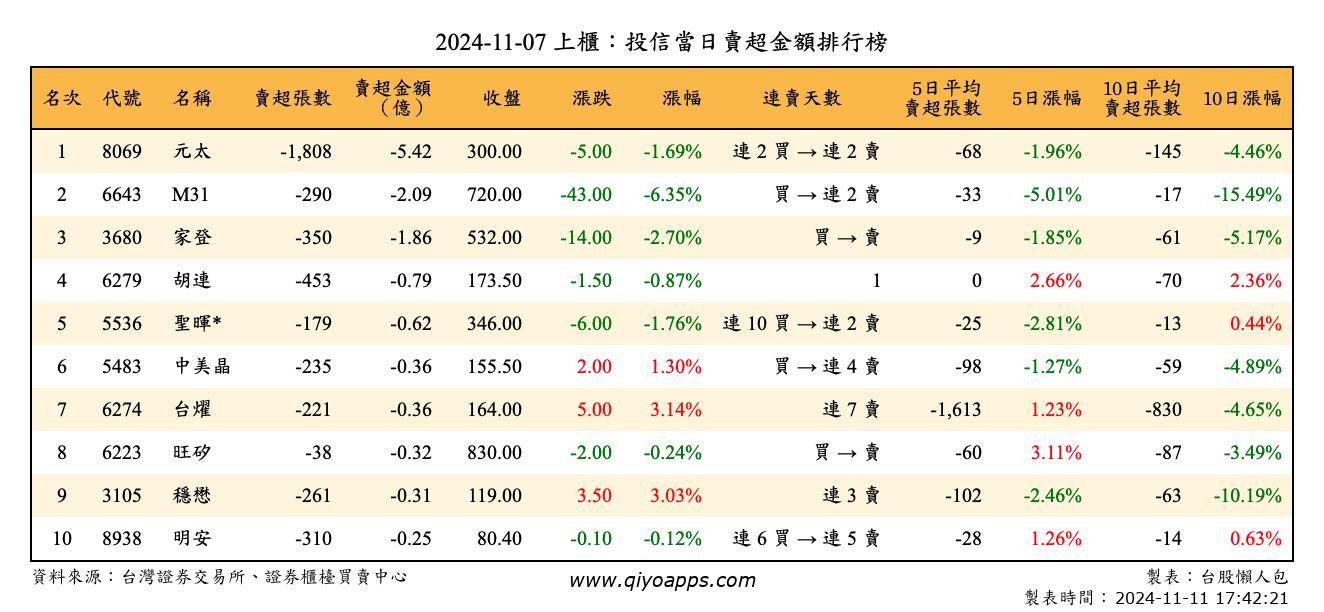 2024-11-07 上櫃：投信當日賣超金額排行榜
名次 代號 名稱 賣超張數 賣超金額（億） 收盤 漲跌 漲幅 連賣天數 5日平均賣超張數 5日漲幅 10日平均賣超張數 10日漲幅
1 8069 元太 -1,808 -5.42 300.00 -5.00 -1.69% 連 2 買 → 連 2 賣 -68 -1.96% -145 -4.46%
2 6643 M31 -290 -2.09 720.00 -43.00 -6.35% 買 → 連 2 賣 -33 -5.01% -17 -15.49%
3 3680 家登 -350 -1.86 532.00 -14.00 -2.70% 買 → 賣 -9 -1.85% -61 -5.17%
4 6279 胡連 -453 -0.79 173.50 -1.50 -0.87% 1 0 2.66% -70 2.36%
5 5536 聖暉* -179 -0.62 346.00 -6.00 -1.76% 連 10 買 → 連 2 賣 -25 -2.81% -13 0.44%
6 5483 中美晶 -235 -0.36 155.50 2.00 1.30% 買 → 連 4 賣 -98 -1.27% -59 -4.89%
7 6274 台燿 -221 -0.36 164.00 5.00 3.14% 連 7 賣 -1,613 1.23% -830 -4.65%
8 6223 旺矽 -38 -0.32 830.00 -2.00 -0.24% 買 → 賣 -60 3.11% -87 -3.49%
9 3105 穩懋 -261 -0.31 119.00 3.50 3.03% 連 3 賣 -102 -2.46% -63 -10.19%
10 8938 明安 -310 -0.25 80.40 -0.10 -0.12% 連 6 買 → 連 5 賣 -28 1.26% -14 0.63%
資料來源：台灣證券交易所、證券櫃檯買賣中心 www.qiyoapps.com 製表：台股懶人包
製表時間：2024-11-11 17:42:21